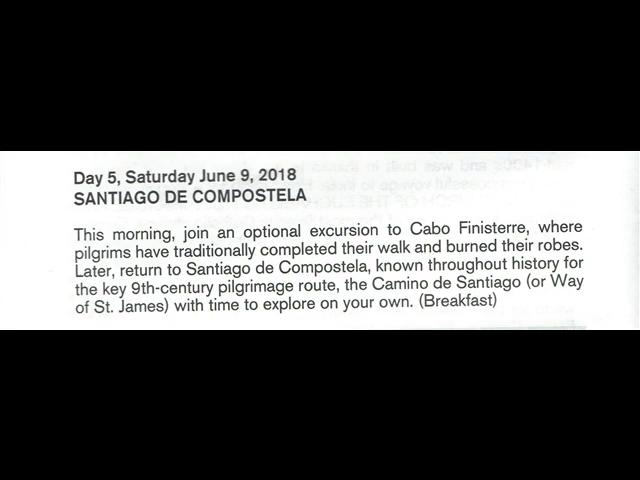 Day 5, Saturday June 9, 2018
SANTIAGO DE COMPOSTELA
This morning, join an optional excursion to Cabo Finisterre, where
pilgrims have traditionally completed their walk and burned their robes.
Later, return to Santiago de Compostela, known throughout history for
the key 9th-century pilgrimage route, the Camino de Santiago (or Way
of St. James) with time to explore on your own. (Breakfast)